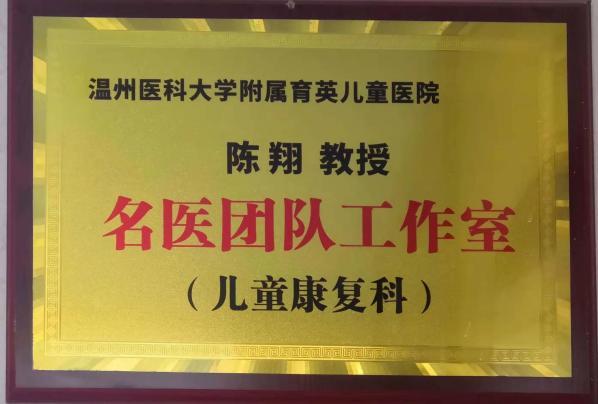 温州医科大学附属育英儿童医院
陈翔 教授
名医团队工作室
（儿童康复科）